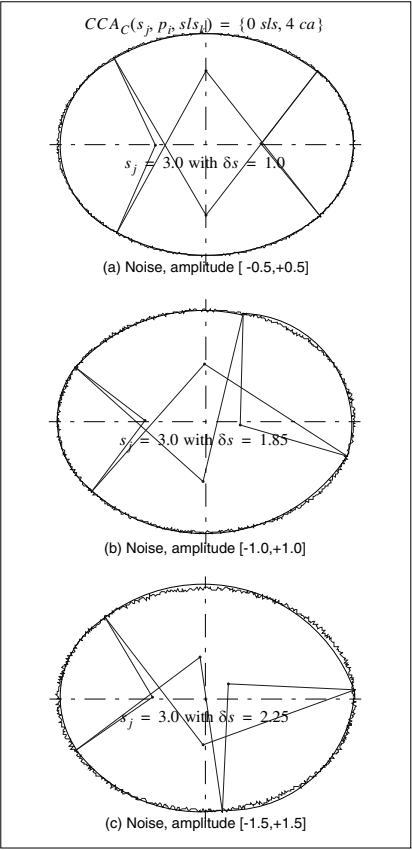 CCA_C(s_j, p_i, sls_k) = {0 sls, 4 ca}
s_j = 3.0 with δs = 1.0
(a) Noise, amplitude [ -0.5,+0.5]
s_j = 3.0 with δs = 1.85
(b) Noise, amplitude [-1.0,+1.0]
s_j = 3.0 with δs = 2.25
(c) Noise, amplitude [-1.5,+1.5]